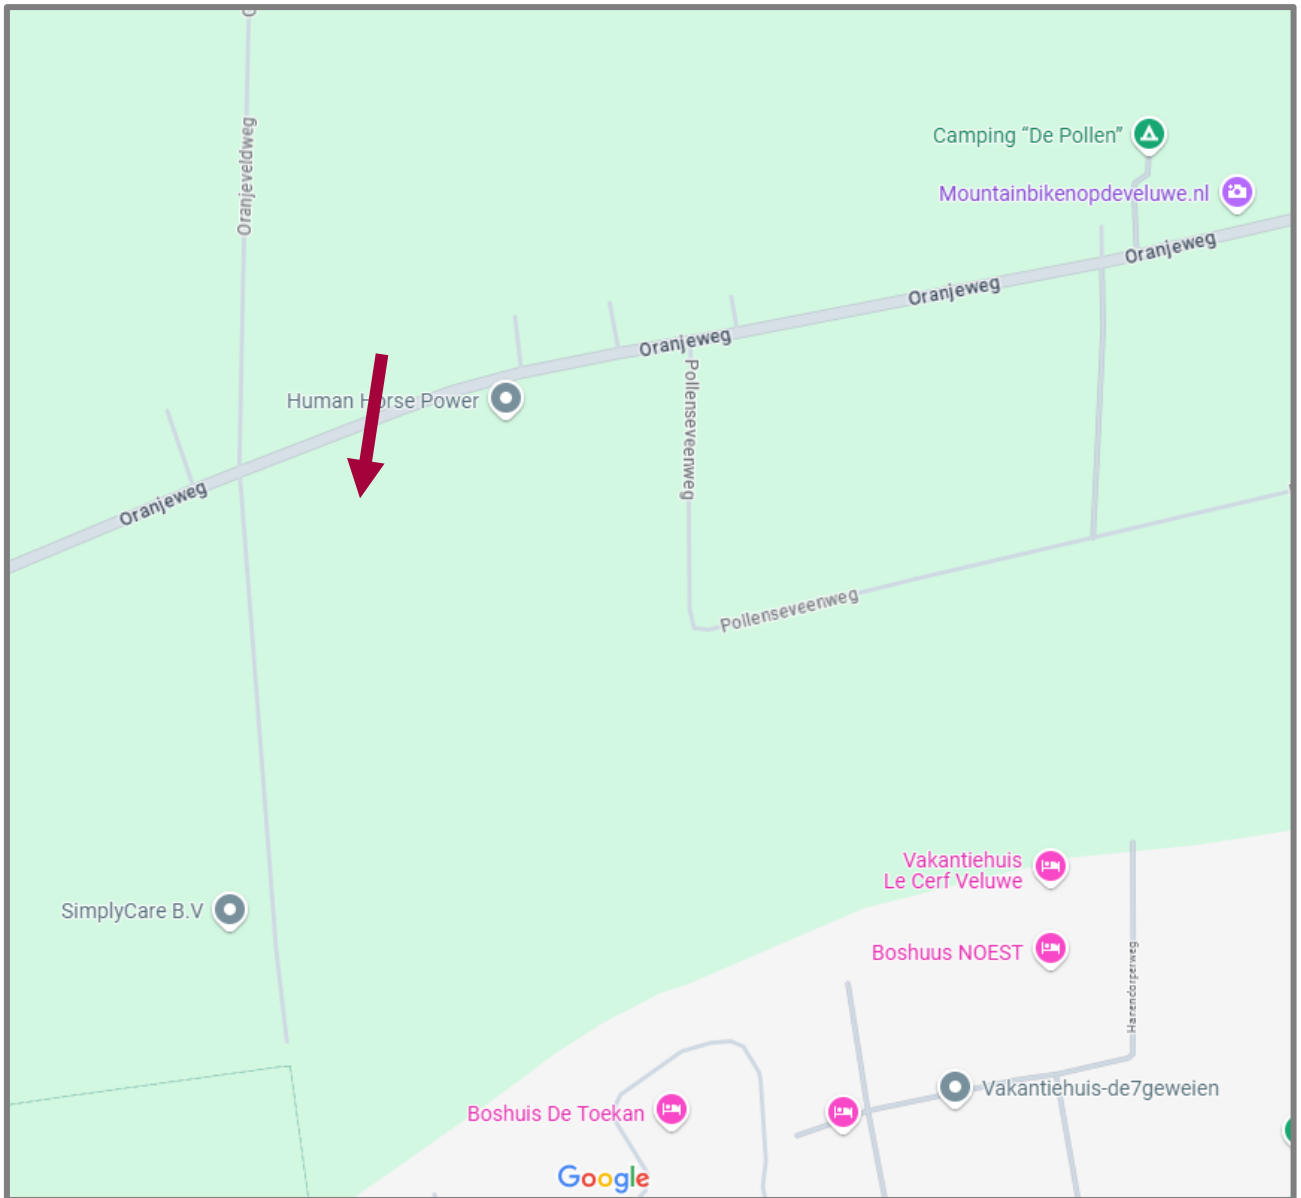 Oranjeveldweg
Camping “De Pollen”
Mountainbikenopdeveluwe.nl
Oranjeweg
Oranjeweg
Oranjeweg
Pollenseveenweg
Human Horse Power
Oranjeweg
Pollenseveenweg
Vakantiehuis
Le Cerf Veluwe
SimplyCare B.V
Boshuus NOEST
Vakantiehuis-de7geweien
Boshuis De Toekan
Google